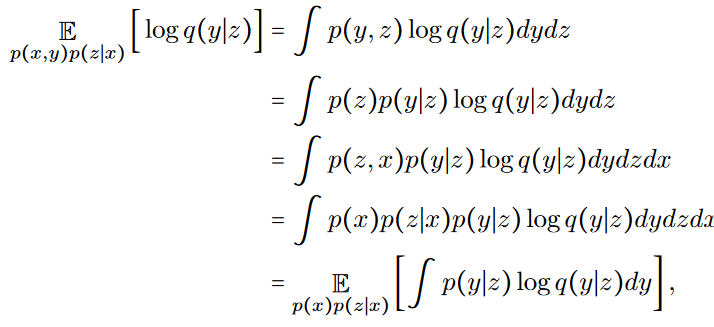 𝔼_{p(x,y)p(z|x)} [ log q(y|z) ] = ∫ p(y, z) log q(y|z)dydz
= ∫ p(z)p(y|z) log q(y|z)dydz
= ∫ p(z, x)p(y|z) log q(y|z)dydzdx
= ∫ p(x)p(z|x)p(y|z) log q(y|z)dydzdx
= 𝔼_{p(x)p(z|x)} [ ∫ p(y|z) log q(y|z)dy ],